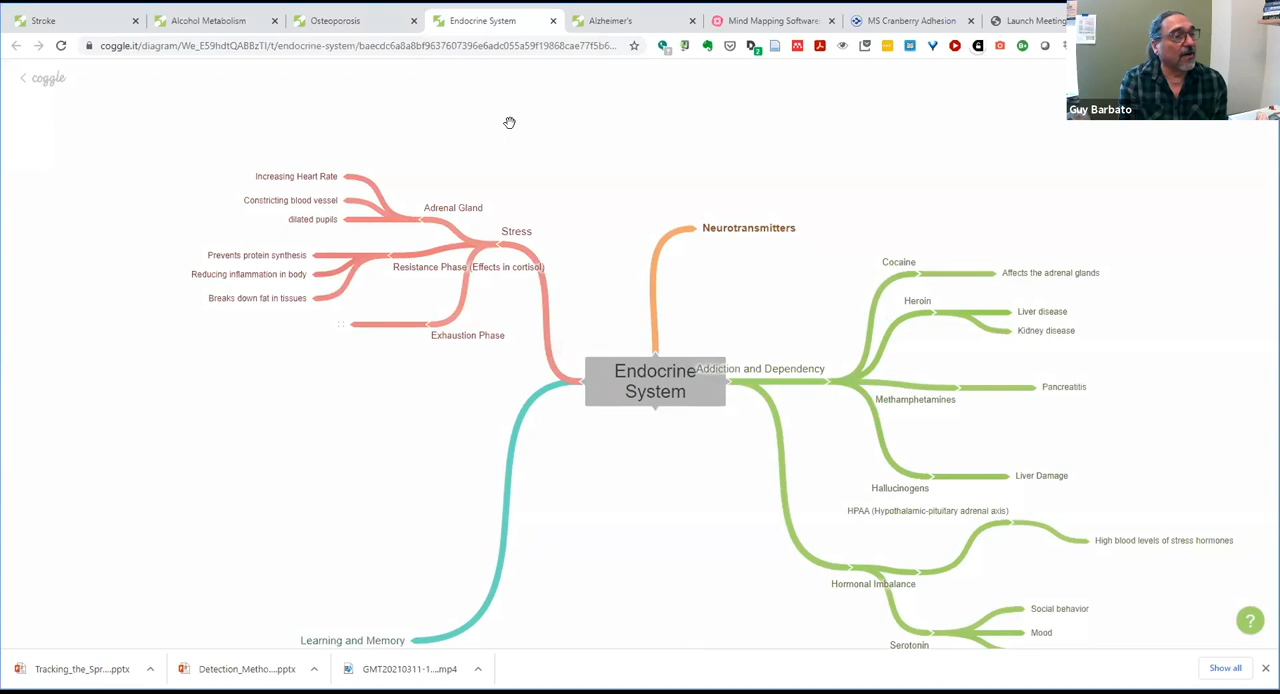 Stroke
Alcohol Metabolism
Osteoporosis
Endocrine System
Alzheimer's
Mind Mapping Software
MS Cranberry Adhesion
Launch Meeting
coggle.it/diagram/We_E59hdtQABBzTI/t/endocrine-system/baecdc6a8a8bf9637607396e6adc055a59f19868cae77f5b6...
coggle
Guy Barbato
Increasing Heart Rate
Constricting blood vessel
dilated pupils
Adrenal Gland
Stress
Prevents protein synthesis
Reducing inflammation in body
Breaks down fat in tissues
Resistance Phase (Effects in cortisol)
Exhaustion Phase
Neurotransmitters
Cocaine
Affects the adrenal glands
Heroin
Liver disease
Kidney disease
Endocrine
System
Addiction and Dependency
Methamphetamines
Pancreatitis
Hallucinogens
Liver Damage
HPAA (Hypothalamic-pituitary adrenal axis)
High blood levels of stress hormones
Hormonal Imbalance
Serotonin
Social behavior
Mood
Learning and Memory
?
Tracking_the_Spr....pptx
Detection_Metho....pptx
GMT20210311-1....mp4
Show all